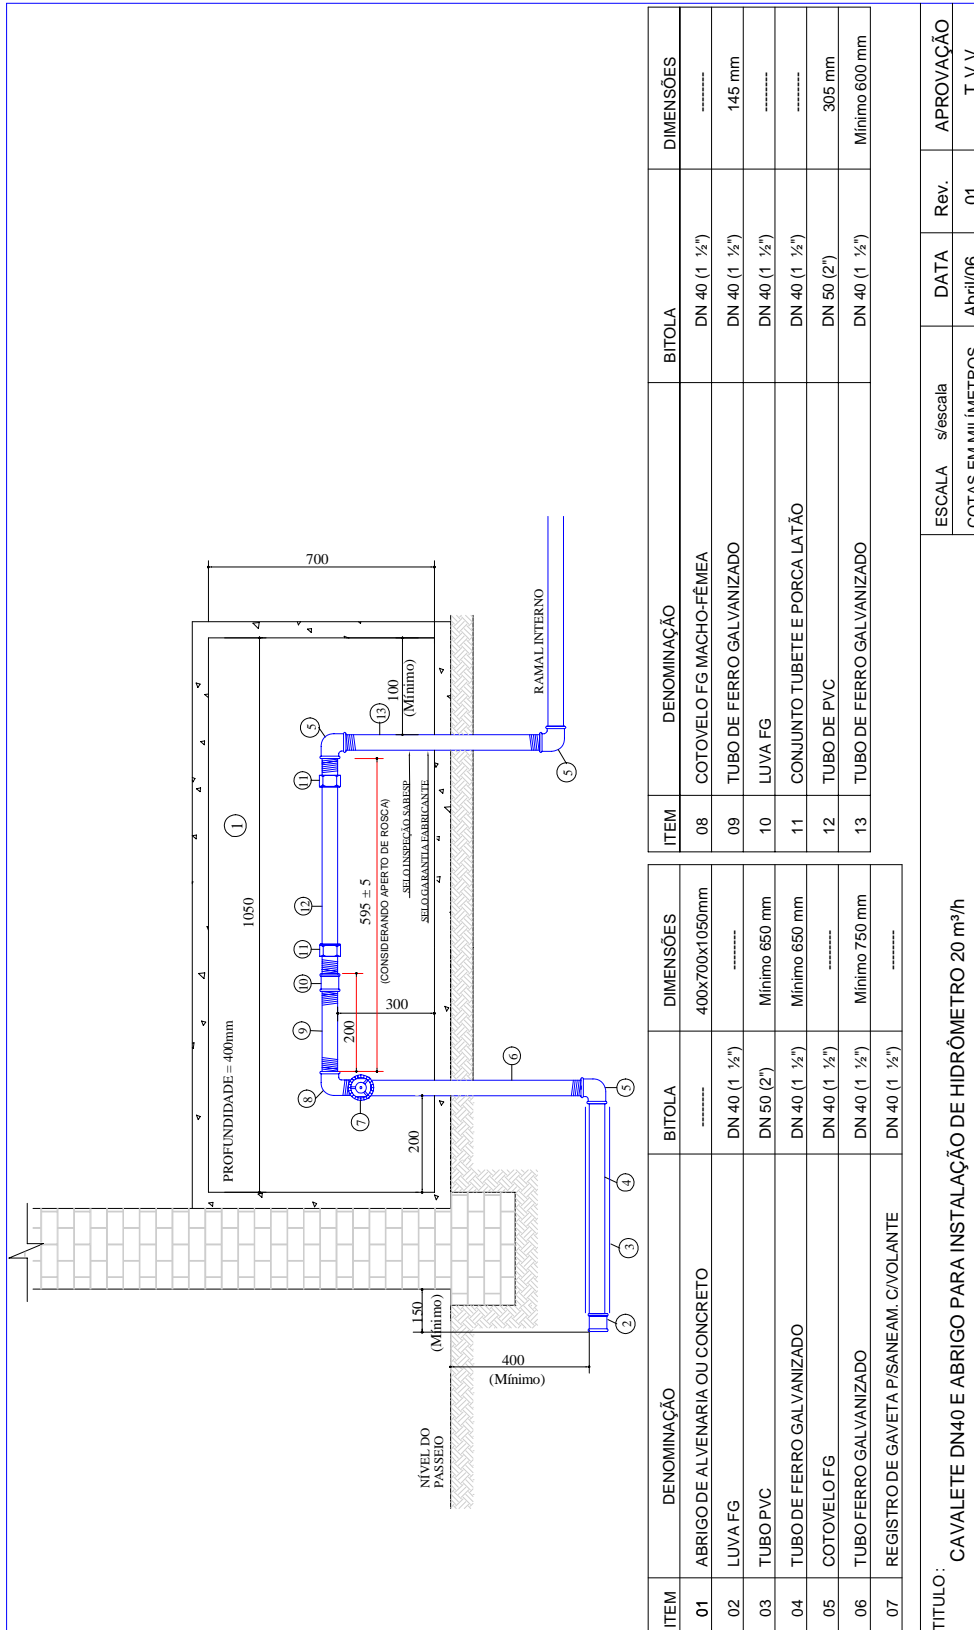 700
1050
1
PROFUNDIDADE = 400mm
8
9
10
11
12
11
5
7
200
300
595 ± 5
(CONSIDERANDO APERTO DE ROSCA)
SELO INSPEÇÃO SABESP
SELO GARANTIA FABRICANTE
13
100
(Mínimo)
200
6
RAMAL INTERNO
5
5
4
3
2
150
(Mínimo)
400
(Mínimo)
NÍVEL DO
PASSEIO
ITEM DENOMINAÇÃO BITOLA DIMENSÕES
01 ABRIGO DE ALVENARIA OU CONCRETO -------- 400x700x1050mm
02 LUVA FG DN 40 (1 ½") --------
03 TUBO PVC DN 50 (2") Mínimo 650 mm
04 TUBO DE FERRO GALVANIZADO DN 40 (1 ½") Mínimo 650 mm
05 COTOVELO FG DN 40 (1 ½") --------
06 TUBO FERRO GALVANIZADO DN 40 (1 ½") Mínimo 750 mm
07 REGISTRO DE GAVETA P/SANEAM. C/VOLANTE DN 40 (1 ½") --------
ITEM DENOMINAÇÃO BITOLA DIMENSÕES
08 COTOVELO FG MACHO-FÊMEA DN 40 (1 ½") --------
09 TUBO DE FERRO GALVANIZADO DN 40 (1 ½") 145 mm
10 LUVA FG DN 40 (1 ½") --------
11 CONJUNTO TUBETE E PORCA LATÃO DN 40 (1 ½") --------
12 TUBO DE PVC DN 50 (2") 305 mm
13 TUBO DE FERRO GALVANIZADO DN 40 (1 ½") Mínimo 600 mm
TITULO:
CAVALETE DN40 E ABRIGO PARA INSTALAÇÃO DE HIDRÔMETRO 20 m³/h
ESCALA s/escala DATA Rev. APROVAÇÃO
COTAS EM MILÍMETROS Abril/06 01 T. V. V.